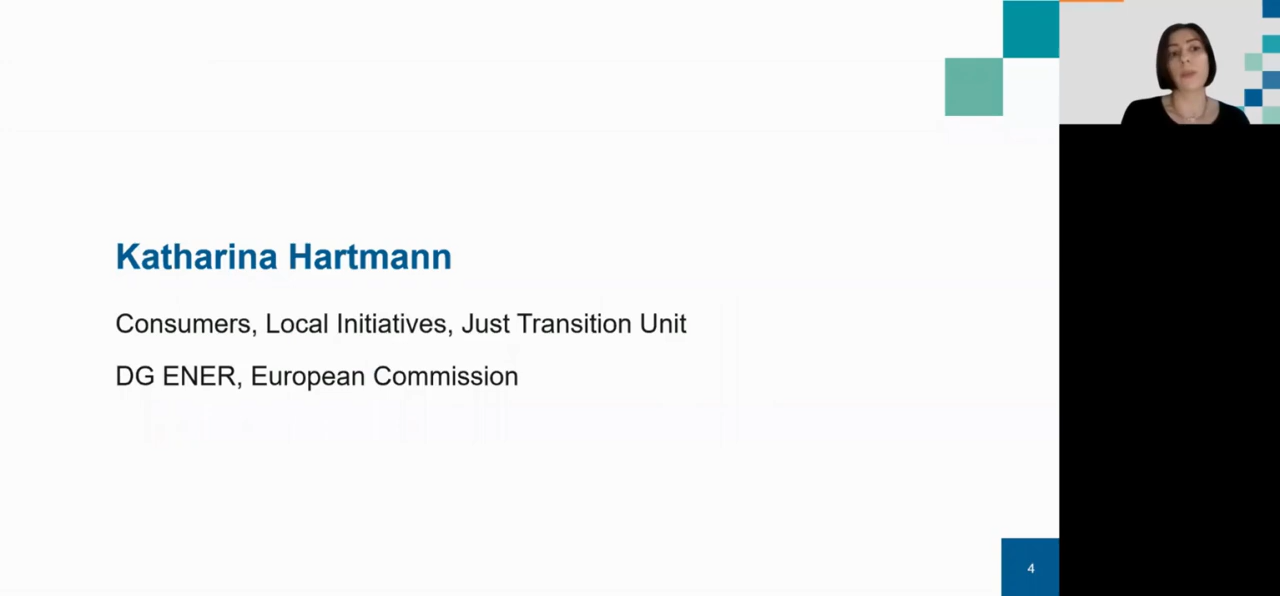 Katharina Hartmann
Consumers, Local Initiatives, Just Transition Unit
DG ENER, European Commission
4